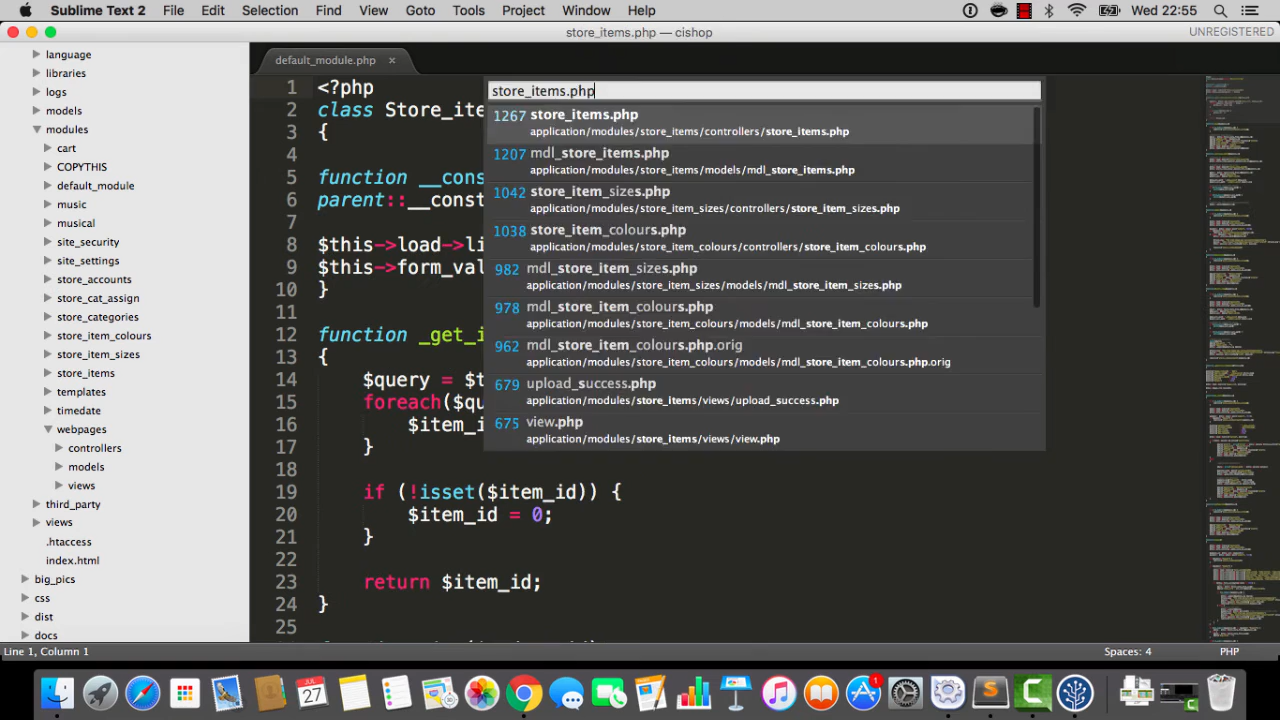 Sublime Text 2 File Edit Selection Find View Goto Tools Project Window Help Wed 22:55
store_items.php — cishop UNREGISTERED
language
libraries
logs
models
modules
cart
COPYTHIS
default_module
music
musical
site_security
site_settings
store_accounts
store_cat_assign
store_categories
store_item_colours
store_item_sizes
store_items
templates
timedate
webpages
controllers
models
views
third_party
views
.htaccess
index.html
big_pics
css
dist
docs
default_module.php ×
1 <?php
2 class Store_ite
3 {
4
5 function __cons
6 parent::__const
7
8 $this->load->li
9 $this->form_val
10 }
11
12 function _get_i
13 {
14 $query = $t
15 foreach($qu
16 $item_i
17 }
18
19 if (!isset($item_id)) {
20 $item_id = 0;
21 }
22
23 return $item_id;
24 }
25
store_items.php
1267 store_items.php
application/modules/store_items/controllers/store_items.php
1207 mdl_store_items.php
application/modules/store_items/models/mdl_store_items.php
1042 store_item_sizes.php
application/modules/store_item_sizes/controllers/store_item_sizes.php
1038 store_item_colours.php
application/modules/store_item_colours/controllers/store_item_colours.php
982 mdl_store_item_sizes.php
application/modules/store_item_sizes/models/mdl_store_item_sizes.php
978 mdl_store_item_colours.php
application/modules/store_item_colours/models/mdl_store_item_colours.php
962 mdl_store_item_colours.php.orig
application/modules/store_item_colours/models/mdl_store_item_colours.php.orig
679 upload_success.php
application/modules/store_items/views/upload_success.php
675 view.php
application/modules/store_items/views/view.php
Line 1, Column 1 Spaces: 4 PHP
JUL
27
1